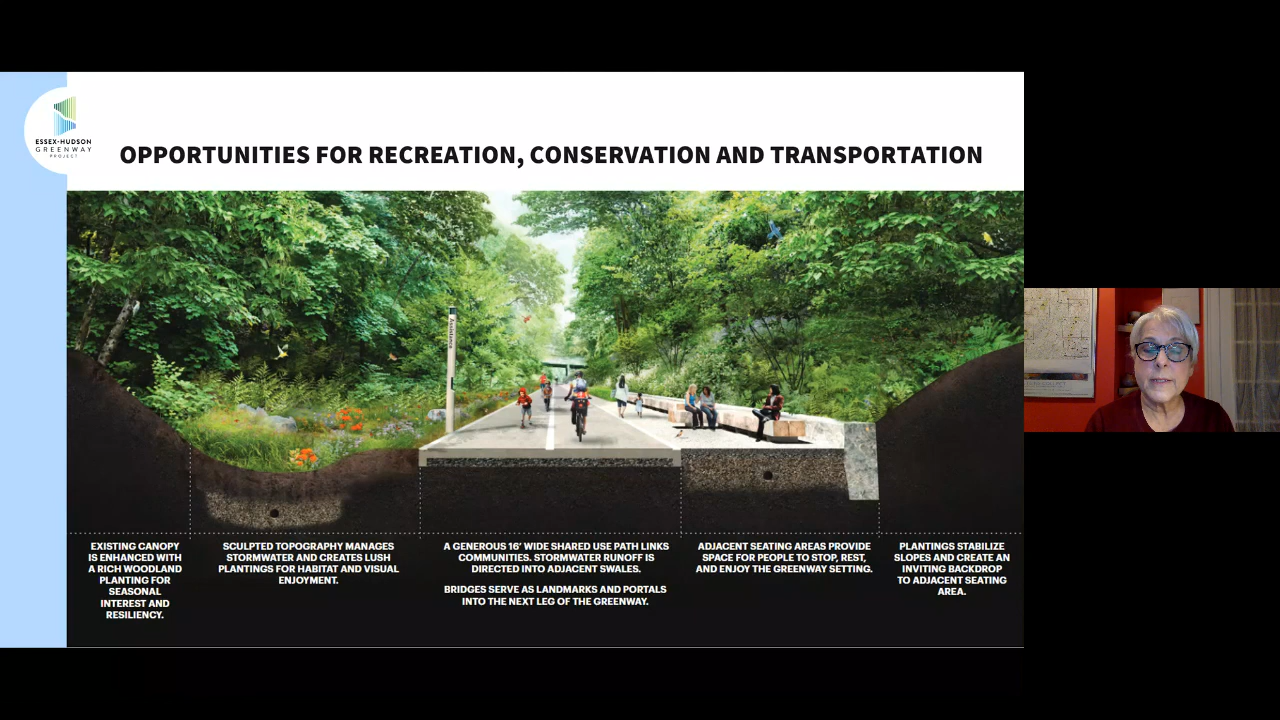 ESSEX-HUDSON
GREENWAY
PROJECT
OPPORTUNITIES FOR RECREATION, CONSERVATION AND TRANSPORTATION
EXISTING CANOPY
IS ENHANCED WITH
A RICH WOODLAND
PLANTING FOR
SEASONAL
INTEREST AND
RESILIENCY.
SCULPTED TOPOGRAPHY MANAGES
STORMWATER AND CREATES LUSH
PLANTINGS FOR HABITAT AND VISUAL
ENJOYMENT.
A GENEROUS 16' WIDE SHARED USE PATH LINKS
COMMUNITIES. STORMWATER RUNOFF IS
DIRECTED INTO ADJACENT SWALES.
BRIDGES SERVE AS LANDMARKS AND PORTALS
INTO THE NEXT LEG OF THE GREENWAY.
ADJACENT SEATING AREAS PROVIDE
SPACE FOR PEOPLE TO STOP, REST,
AND ENJOY THE GREENWAY SETTING.
PLANTINGS STABILIZE
SLOPES AND CREATE AN
INVITING BACKDROP
TO ADJACENT SEATING
AREA.